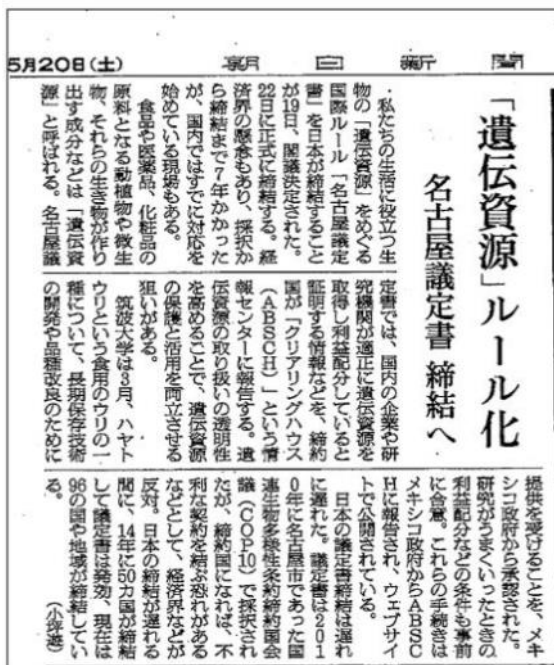 5月20日(土) 朝日新聞
「遺伝資源」ルール化
名古屋議定書 締結へ
私たちの生活に役立つ生
物の「遺伝資源」をめぐる
国際ルール「名古屋議定
書」を日本が締結すること
が19日、閣議決定された。
22日に正式に締結する。経
済界の懸念もあり、採択か
ら締結まで7年かかった
が、国内ではすでに対応を
始めている現場もある。
食品や医薬品、化粧品の
原料となる動植物や微生
物、それらの生き物が作り
出す成分などは「遺伝資
源」と呼ばれる。名古屋議
定書では、国内の企業や研
究機関が適正に遺伝資源を
取得し利益配分していると
証明する情報などを、締約
国が「クリアリングハウス
(ABSCH)」という情
報センターに報告する。遺
伝資源の取り扱いの透明性
を高めることで、遺伝資源
の保護と活用を両立させる
狙いがある。
筑波大学は3月、ハヤト
ウリという食用のウリの一
種について、長期保存技術
の開発や品種改良のために
提供を受けることを、メキ
シコ政府から承認された。
研究がうまくいったときの
利益配分などの条件も事前
に合意。これらの手続きは
メキシコ政府からABSC
Hに報告され、ウェブサイ
トで公開されている。
日本の議定書締結は遅れ
に遅れた。議定書は201
0年に名古屋市であった国
連生物多様性条約締約国会
議(COP10)で採択され
たが、締約国になれば、不
利な契約を結ぶ恐れがある
などとして、経済界などが
反対。日本の締結が遅れる
間に、14年に50カ国が締結
して議定書は発効、現在は
96の国や地域が締結してい
る。
(小坪遊)